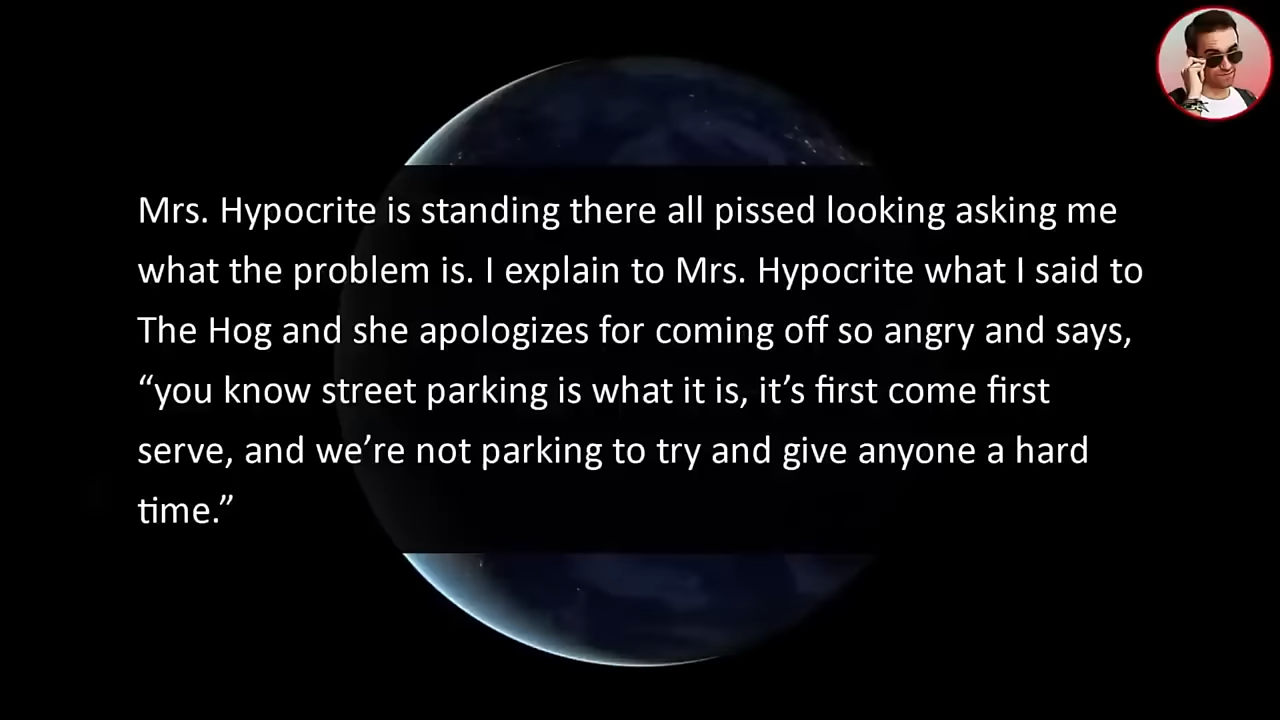 Mrs. Hypocrite is standing there all pissed looking asking me
what the problem is. I explain to Mrs. Hypocrite what I said to
The Hog and she apologizes for coming off so angry and says,
“you know street parking is what it is, it’s first come first
serve, and we’re not parking to try and give anyone a hard
time.”